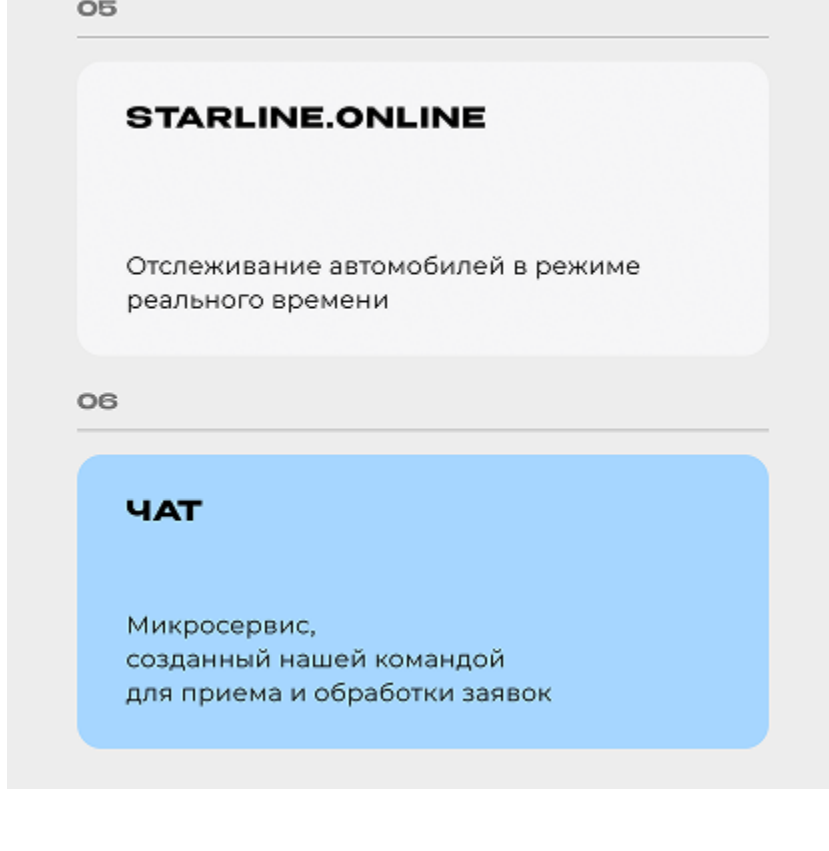 05
STARLINE.ONLINE
Отслеживание автомобилей в режиме
реального времени
06
ЧАТ
Микросервис,
созданный нашей командой
для приема и обработки заявок